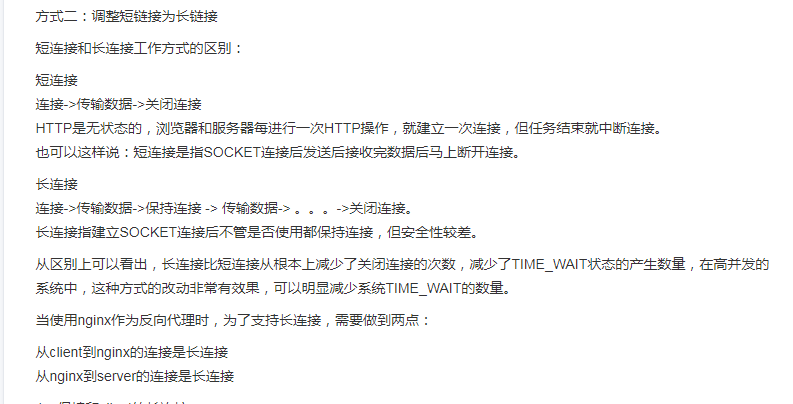 方式二：调整短链接为长链接
短连接和长连接工作方式的区别：
短连接
连接->传输数据->关闭连接
HTTP是无状态的，浏览器和服务器每进行一次HTTP操作，就建立一次连接，但任务结束就中断连接。
也可以这样说：短连接是指SOCKET连接后发送后接收完数据后马上断开连接。
长连接
连接->传输数据->保持连接 -> 传输数据-> 。。。->关闭连接。
长连接指建立SOCKET连接后不管是否使用都保持连接，但安全性较差。
从区别上可以看出，长连接比短连接从根本上减少了关闭连接的次数，减少了TIME_WAIT状态的产生数量，在高并发的
系统中，这种方式的改动非常有效果，可以明显减少系统TIME_WAIT的数量。
当使用nginx作为反向代理时，为了支持长连接，需要做到两点：
从client到nginx的连接是长连接
从nginx到server的连接是长连接